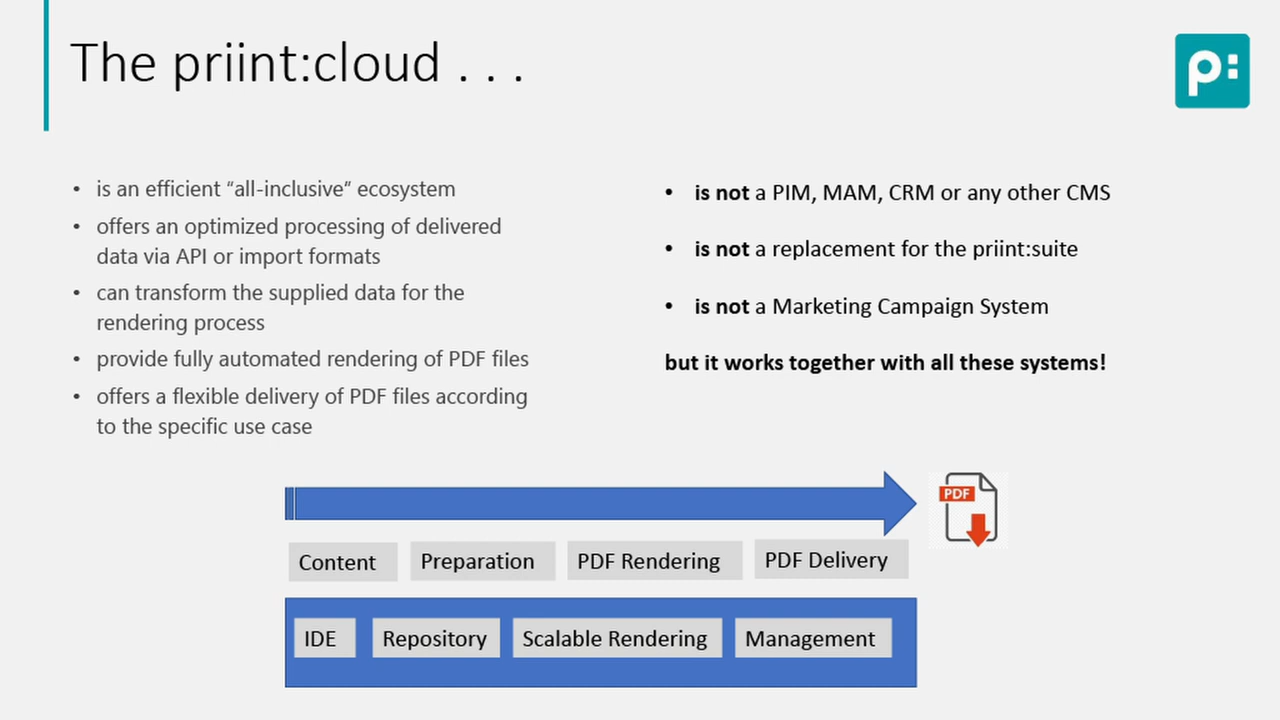 The priint:cloud . . .
p:
• is an efficient “all-inclusive“ ecosystem
• offers an optimized processing of delivered
data via API or import formats
• can transform the supplied data for the
rendering process
• provide fully automated rendering of PDF files
• offers a flexible delivery of PDF files according
to the specific use case
• is not a PIM, MAM, CRM or any other CMS
• is not a replacement for the priint:suite
• is not a Marketing Campaign System
but it works together with all these systems!
PDF
Content
Preparation
PDF Rendering
PDF Delivery
IDE
Repository
Scalable Rendering
Management